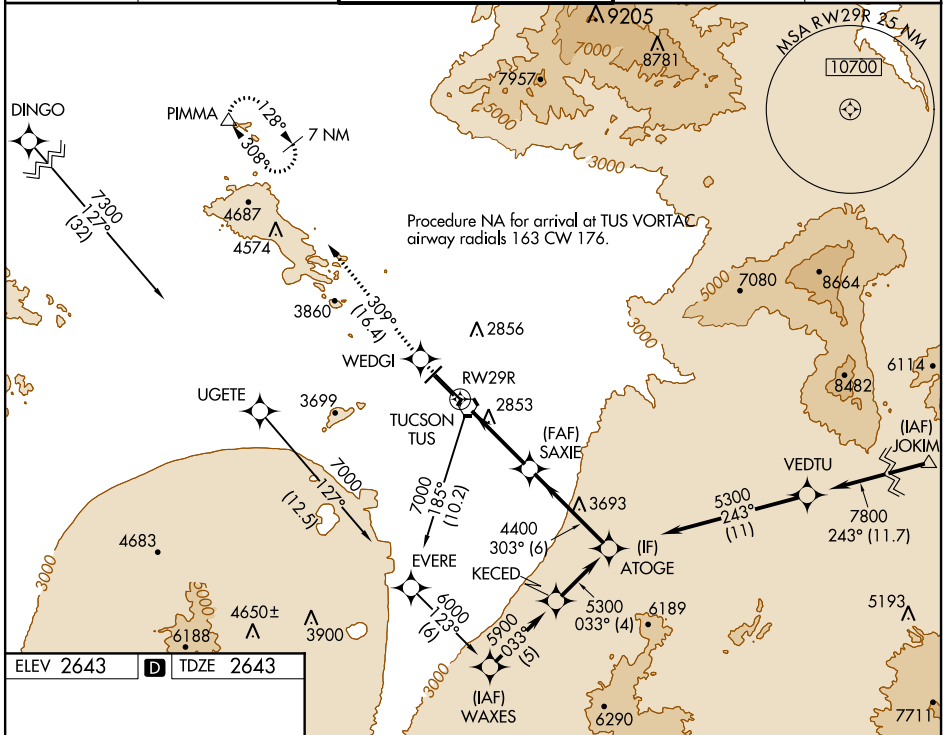 9205
7000
8781
7957
5000
3000
MSA RW29R 25 NM
10700
DINGO
PIMMA
128°
7 NM
308°
7300
127°
(32)
4687
4574
Procedure NA for arrival at TUS VORTAC
airway radials 163 CW 176.
309°
(16.4)
3860
2856
WEDGI
RW29R
5000
7080
8664
8482
6114
UGETE
3699
TUCSON
TUS
2853
(FAF)
SAXIE
(IAF)
JOKIM
VEDTU
7000
127°
(12.5)
7000
185°
(10.2)
3693
5300
243°
(11)
7800
243° (11.7)
4400
303° (6)
(IF)
ATOGE
4683
3000
EVERE
KECED
6000
123°
(6)
5300
033° (4)
5900
033°
(5)
5000
4650±
3900
6188
6189
5193
3000
(IAF)
WAXES
6290
7711
ELEV 2643 D TDZE 2643